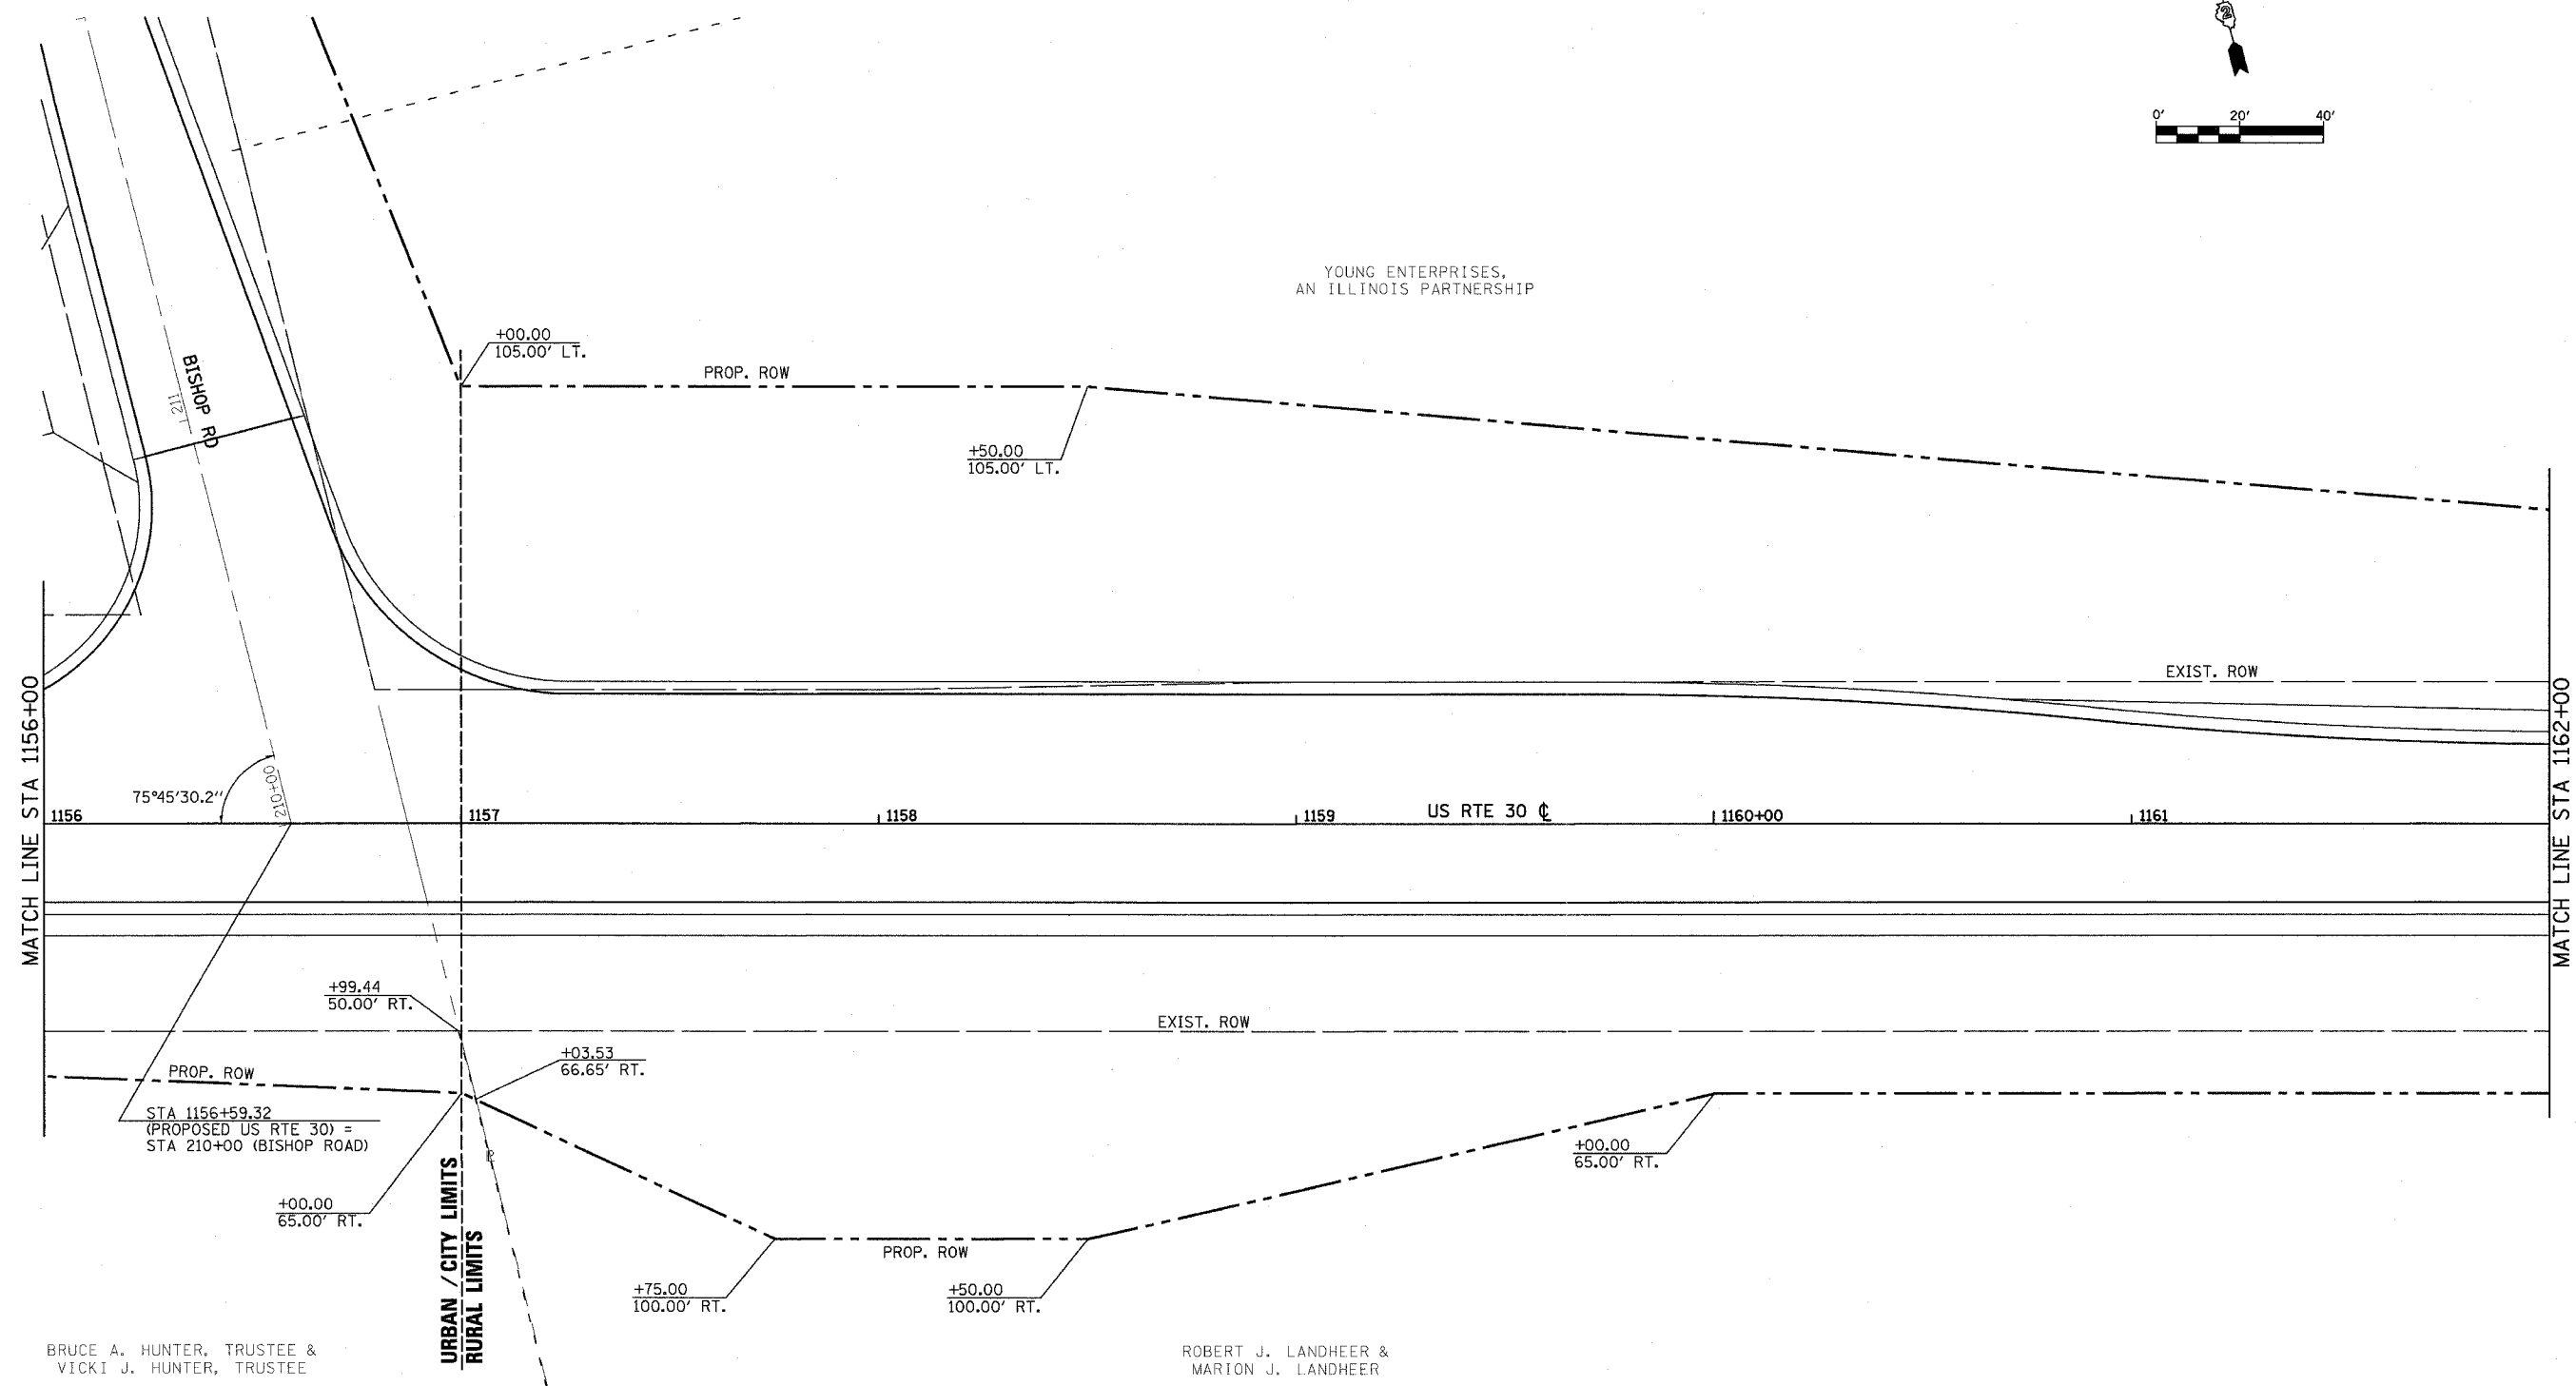 2
0' 20' 40'
YOUNG ENTERPRISES,
AN ILLINOIS PARTNERSHIP
+00.00
105.00' LT.
PROP. ROW
BISHOP RD
211
+50.00
105.00' LT.
EXIST. ROW
MATCH LINE STA 1156+00
MATCH LINE STA 1162+00
75°45'30.2''
210+00
1156 1157 1158 1159 US RTE 30 ℄ 1160+00 1161
+99.44
50.00' RT.
EXIST. ROW
+03.53
66.65' RT.
PROP. ROW
STA 1156+59.32
(PROPOSED US RTE 30) =
STA 210+00 (BISHOP ROAD)
+00.00
65.00' RT.
+00.00
65.00' RT.
URBAN / CITY LIMITS
RURAL LIMITS
PROP. ROW
+75.00
100.00' RT.
+50.00
100.00' RT.
BRUCE A. HUNTER, TRUSTEE &
VICKI J. HUNTER, TRUSTEE
ROBERT J. LANDHEER &
MARION J. LANDHEER